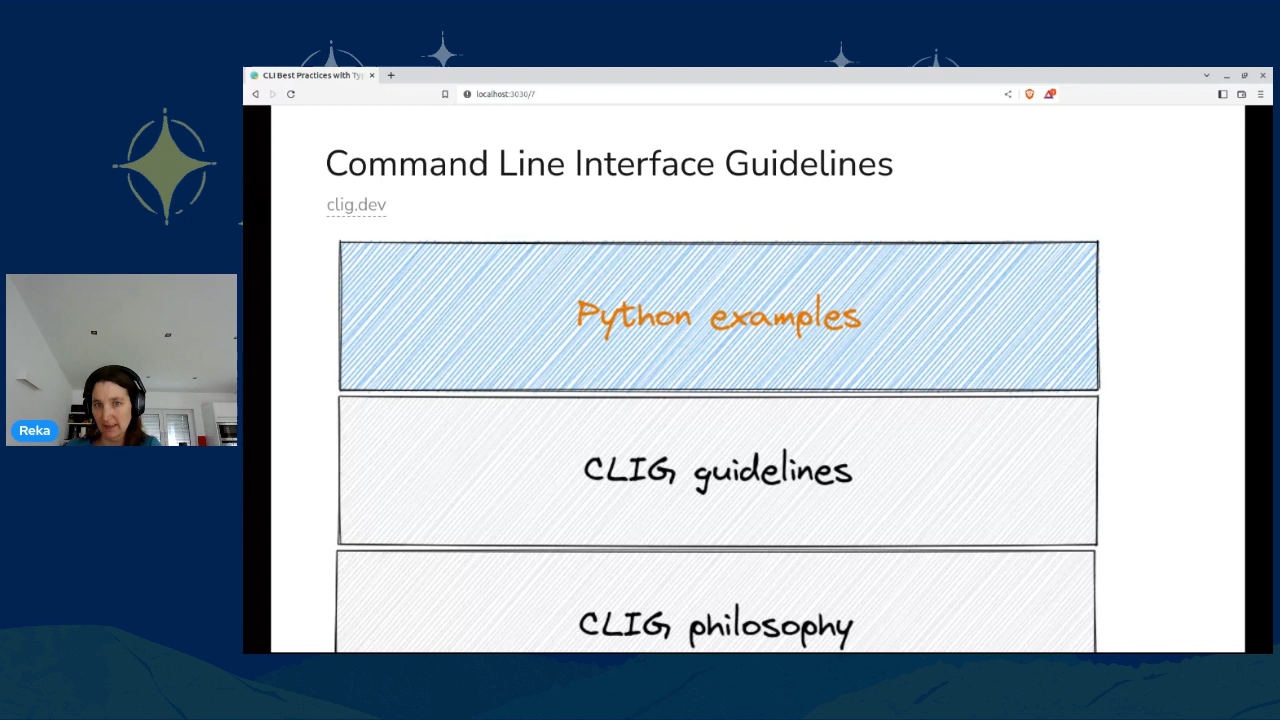 CLI Best Practices with Ty
localhost:3030/7
Command Line Interface Guidelines
clig.dev
Python examples
CLIG guidelines
CLIG philosophy
Reka